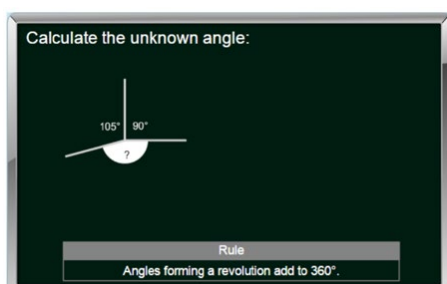 Calculate the unknown angle:
105° 90°
?
Rule
Angles forming a revolution add to 360°.